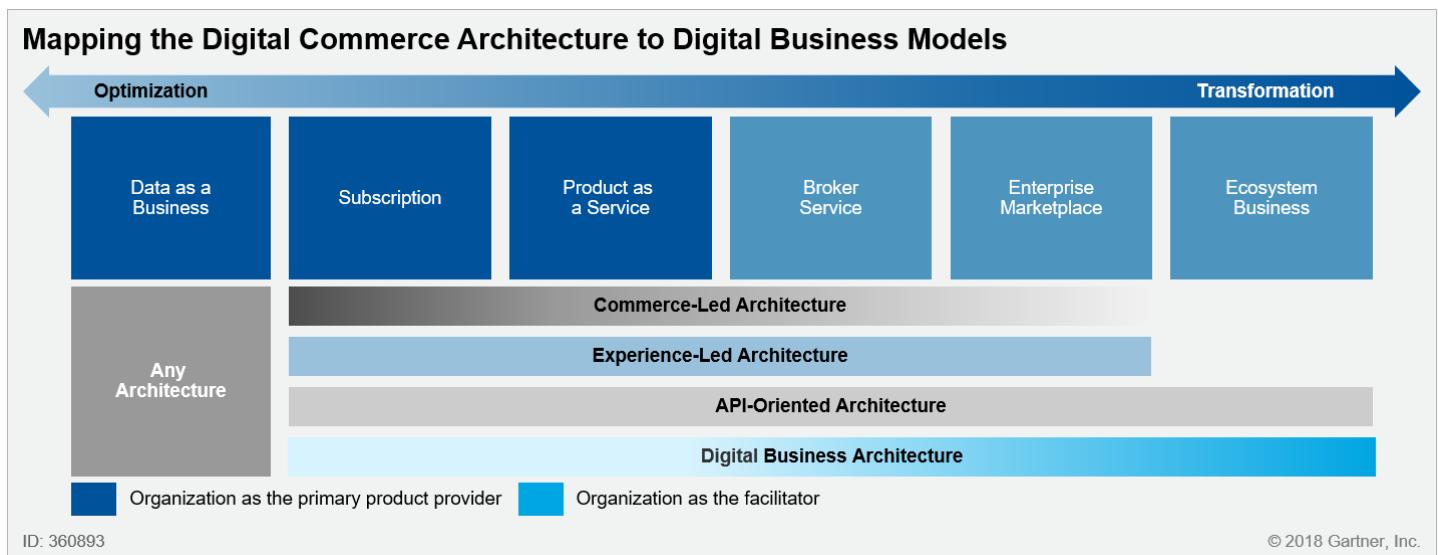 Mapping the Digital Commerce Architecture to Digital Business Models
Optimization
Transformation
Data as a
Business
Subscription
Product as
a Service
Broker
Service
Enterprise
Marketplace
Ecosystem
Business
Any
Architecture
Commerce-Led Architecture
Experience-Led Architecture
API-Oriented Architecture
Digital Business Architecture
Organization as the primary product provider
Organization as the facilitator
ID: 360893
© 2018 Gartner, Inc.